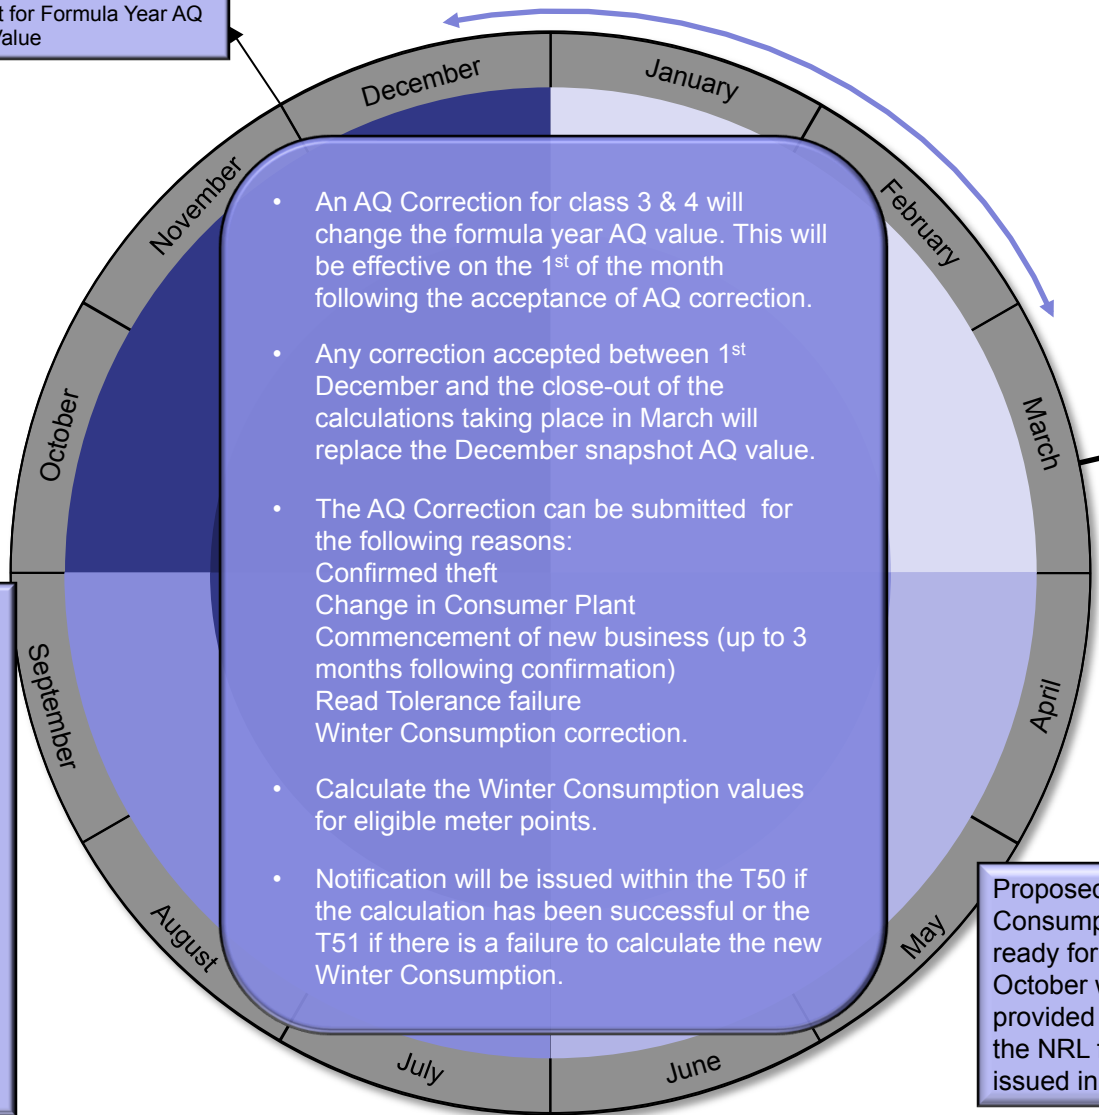 for Formula Year AQ
Value
December
January
November
February
October
March
September
April
August
May
July
June
• An AQ Correction for class 3 & 4 will
change the formula year AQ value. This will
be effective on the 1st of the month
following the acceptance of AQ correction.
• Any correction accepted between 1st
December and the close-out of the
calculations taking place in March will
replace the December snapshot AQ value.
• The AQ Correction can be submitted for
the following reasons:
Confirmed theft
Change in Consumer Plant
Commencement of new business (up to 3
months following confirmation)
Read Tolerance failure
Winter Consumption correction.
• Calculate the Winter Consumption values
for eligible meter points.
• Notification will be issued within the T50 if
the calculation has been successful or the
T51 if there is a failure to calculate the new
Winter Consumption.
Proposed
ready for
October
provided
the NRL
issued in